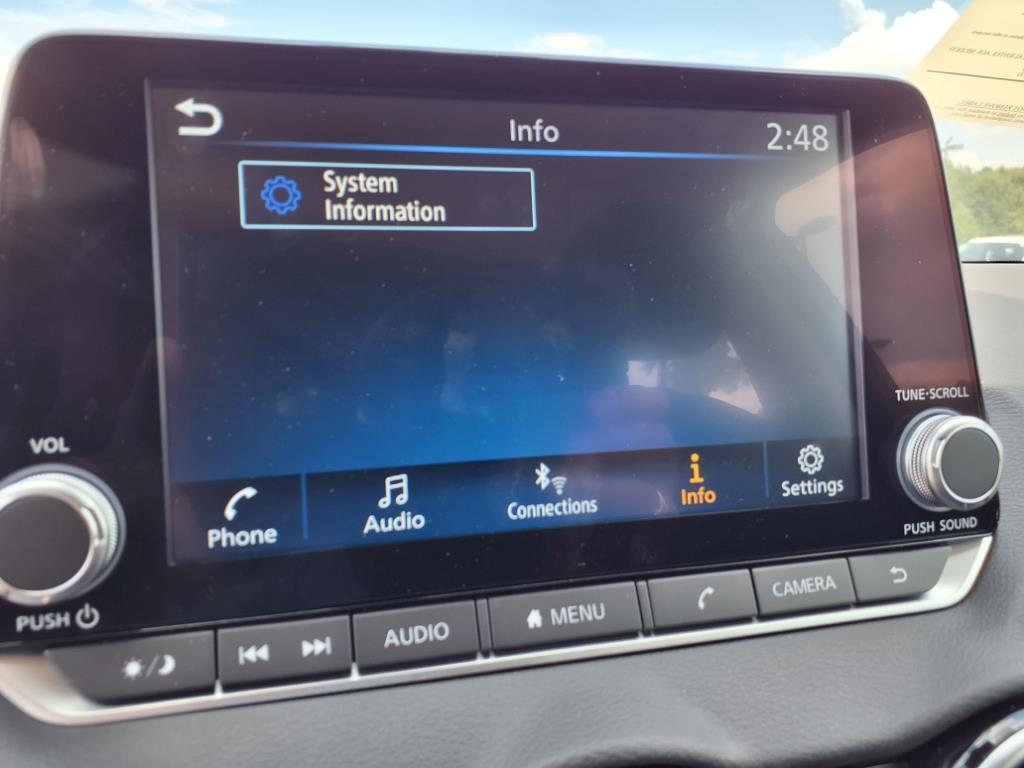 Info
2:48
System
Information
VOL
TUNE·SCROLL
Phone
Audio
Connections
Info
Settings
PUSH
PUSH SOUND
AUDIO
MENU
CAMERA